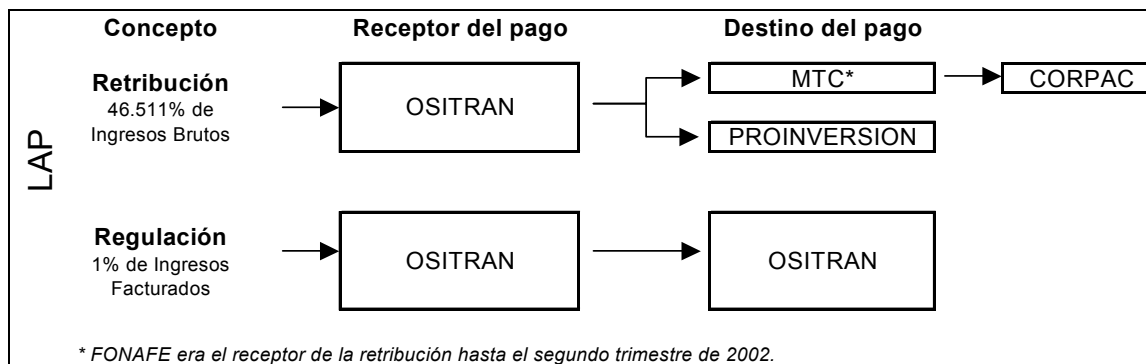 Concepto Receptor del pago Destino del pago
LAP
Retribución
46.511% de
Ingresos Brutos
OSITRAN
MTC*
CORPAC
PROINVERSION
Regulación
1% de Ingresos
Facturados
OSITRAN
OSITRAN
* FONAFE era el receptor de la retribución hasta el segundo trimestre de 2002.